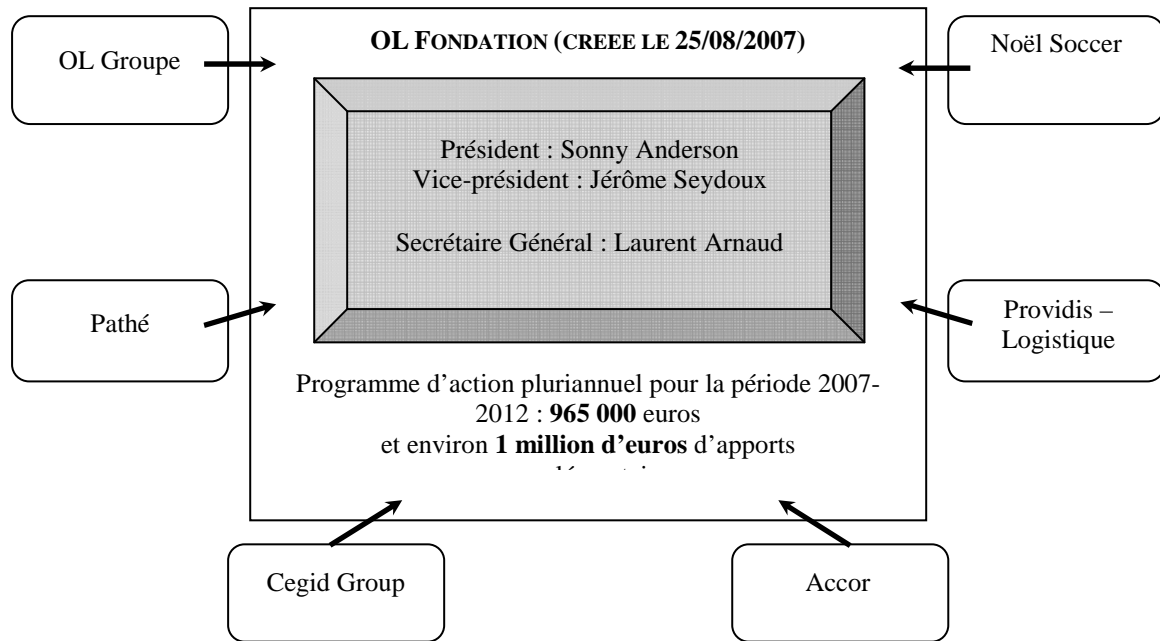 OL FONDATION (CREEE LE 25/08/2007)
OL Groupe
Noël Soccer
Président : Sonny Anderson
Vice-président : Jérôme Seydoux
Secrétaire Général : Laurent Arnaud
Pathé
Providis –
Logistique
Programme d’action pluriannuel pour la période 2007-
2012 : 965 000 euros
et environ 1 million d’euros d’apports
Cegid Group
Accor